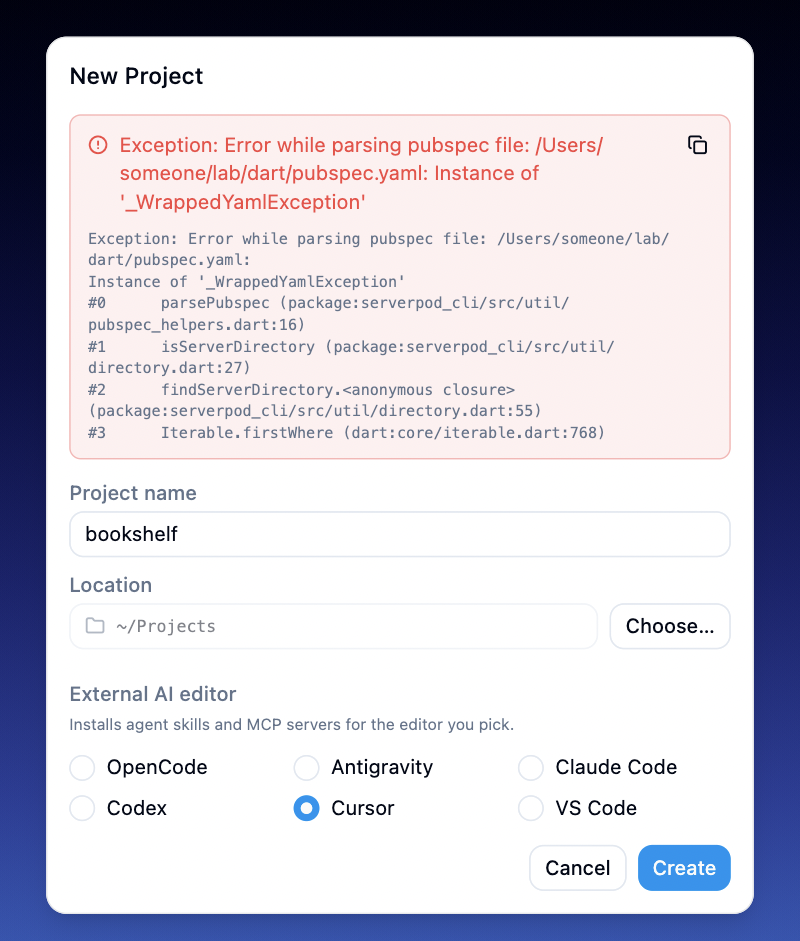 New Project
Exception: Error while parsing pubspec file: /Users/
someone/lab/dart/pubspec.yaml: Instance of
'_WrappedYamlException'
Exception: Error while parsing pubspec file: /Users/someone/lab/
dart/pubspec.yaml:
Instance of '_WrappedYamlException'
#0      parsePubspec (package:serverpod_cli/src/util/
pubspec_helpers.dart:16)
#1      isServerDirectory (package:serverpod_cli/src/util/
directory.dart:27)
#2      findServerDirectory.<anonymous closure>
(package:serverpod_cli/src/util/directory.dart:55)
#3      Iterable.firstWhere (dart:core/iterable.dart:768)
Project name
bookshelf
Location
~/Projects
Choose...
External AI editor
Installs agent skills and MCP servers for the editor you pick.
OpenCode
Antigravity
Claude Code
Codex
Cursor
VS Code
Cancel
Create